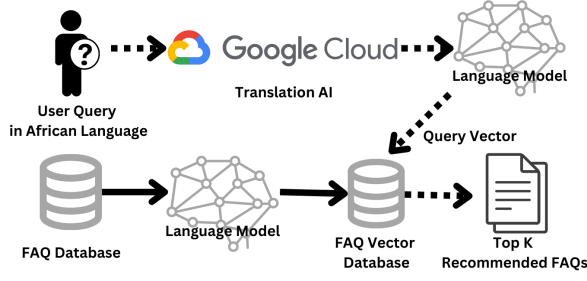 ?
Google Cloud
Translation AI
Language Model
User Query
in African Language
Query Vector
FAQ Database
Language Model
FAQ Vector
Database
Top K
Recommended FAQs